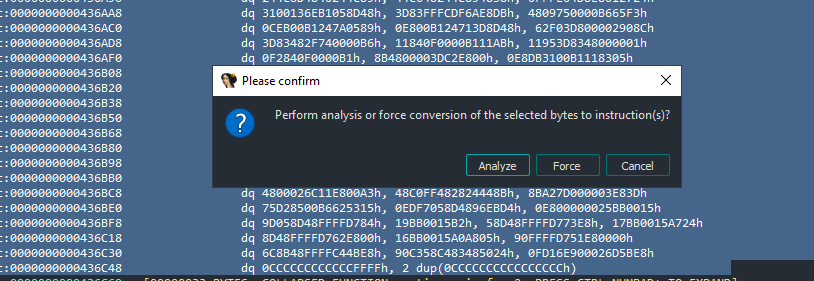 c:0000000000436AA8 dq 3100136EB1058D48h, 3D83FFFCDF6AE8DBh, 4809750000B665F3h
c:0000000000436AC0 dq 0CEB00B1247A0589h, 0E800B124713D8D48h, 62F03D800002908Ch
c:0000000000436AD8 dq 3D83482F740000B6h, 11840F0000B111ABh, 11953D8348000001h
c:0000000000436AF0 dq 0F2840F0000B1h, 8B4800003DC2E800h, 0E8DB3100B1118305h
c:0000000000436B08
c:0000000000436B20
c:0000000000436B38
c:0000000000436B50
c:0000000000436B68
c:0000000000436B80
c:0000000000436B98
c:0000000000436BB0
Please confirm
Perform analysis or force conversion of the selected bytes to instruction(s)?
Analyze Force Cancel
c:0000000000436BC8 dq 4800026C11E800A3h, 48C0FF482824448Bh, 8BA27D000003E83Dh
c:0000000000436BE0 dq 75D28500B6625315h, 0EDF7058D4896EBD4h, 0E800000025BB0015h
c:0000000000436BF8 dq 9D058D48FFFFD784h, 19BB0015B2h, 58D48FFFFD773E8h, 17BB0015A724h
c:0000000000436C18 dq 8D48FFFFD762E800h, 16BB0015A0A805h, 90FFFFD751E80000h
c:0000000000436C30 dq 6C8B48FFFFC44BE8h, 90C358C483485024h, 0FD16E900026D5BE8h
c:0000000000436C48 dq 0CCCCCCCCCCCCFFFFh, 2 dup(0CCCCCCCCCCCCCCCCh)